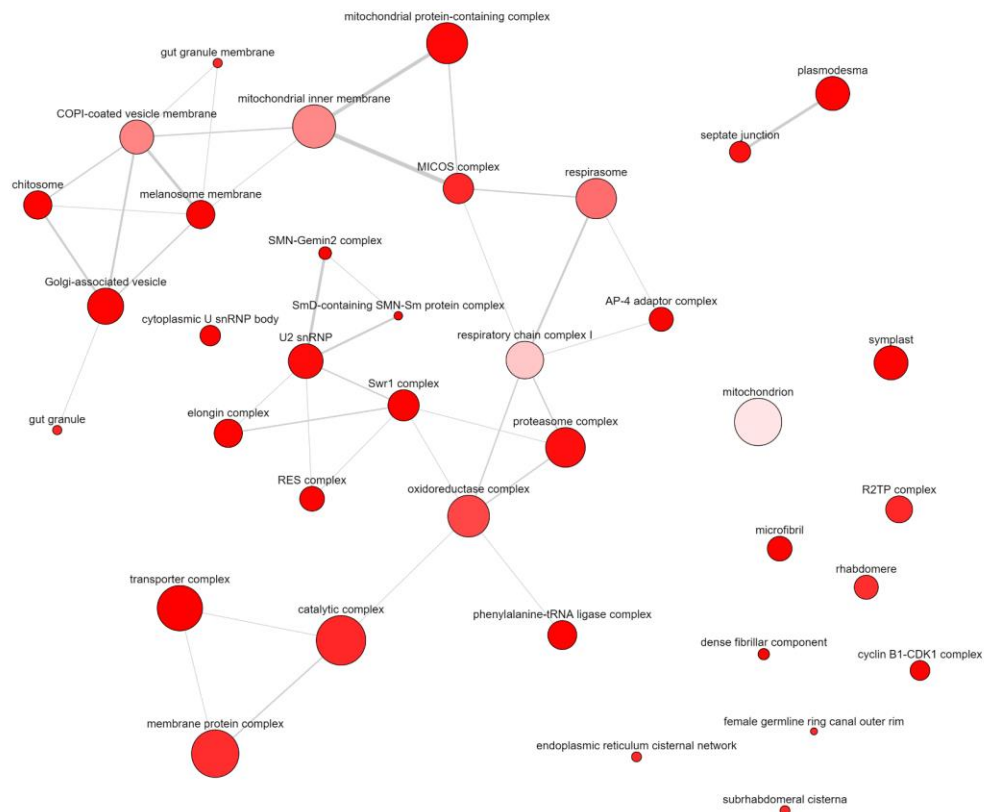 mitochondrial protein-containing complex
gut granule membrane
plasmodesma
mitochondrial inner membrane
COPI-coated vesicle membrane
septate junction
MICOS complex
respirasome
chitosome
melanosome membrane
SMN-Gemin2 complex
Golgi-associated vesicle
SmD-containing SMN-Sm protein complex
AP-4 adaptor complex
cytoplasmic U snRNP body
U2 snRNP
respiratory chain complex I
symplast
Swr1 complex
mitochondrion
elongin complex
gut granule
proteasome complex
RES complex
oxidoreductase complex
R2TP complex
microfibril
rhabdomere
transporter complex
catalytic complex
phenylalanine-tRNA ligase complex
dense fibrillar component
cyclin B1-CDK1 complex
membrane protein complex
female germline ring canal outer rim
endoplasmic reticulum cisternal network
subrhabdomeral cisterna